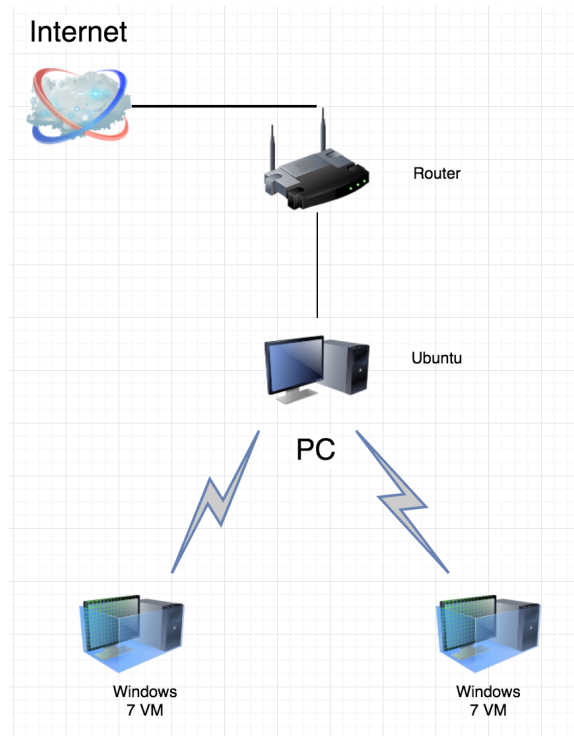 Internet
Router
Ubuntu
PC
Windows
7 VM
Windows
7 VM